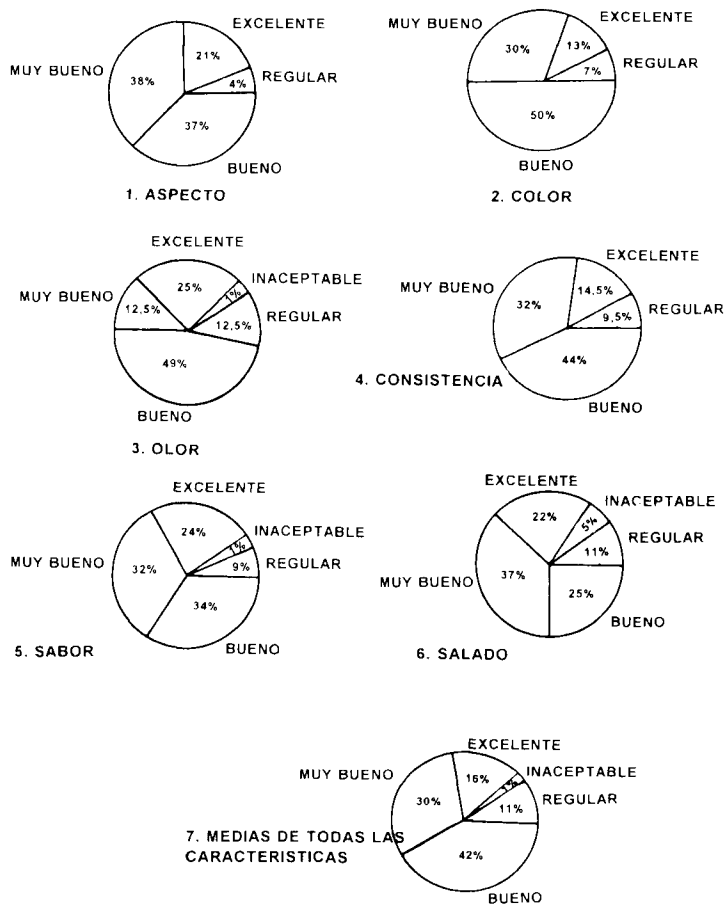 EXCELENTE
MUY BUENO
21%
REGULAR
38%
4%
37%
BUENO
1. ASPECTO
EXCELENTE
MUY BUENO
30%
13%
REGULAR
7%
50%
BUENO
2. COLOR
EXCELENTE
INACEPTABLE
MUY BUENO
25%
1%
12,5%
12,5%
REGULAR
49%
BUENO
3. OLOR
EXCELENTE
MUY BUENO
14,5%
REGULAR
32%
9,5%
44%
4. CONSISTENCIA
BUENO
EXCELENTE
24%
INACEPTABLE
1%
MUY BUENO
32%
9%
REGULAR
34%
5. SABOR
BUENO
EXCELENTE
22%
INACEPTABLE
5%
REGULAR
MUY BUENO
37%
11%
25%
BUENO
6. SALADO
EXCELENTE
MUY BUENO
16%
INACEPTABLE
1%
30%
11%
REGULAR
7. MEDIAS DE TODAS LAS
CARACTERISTICAS
42%
BUENO